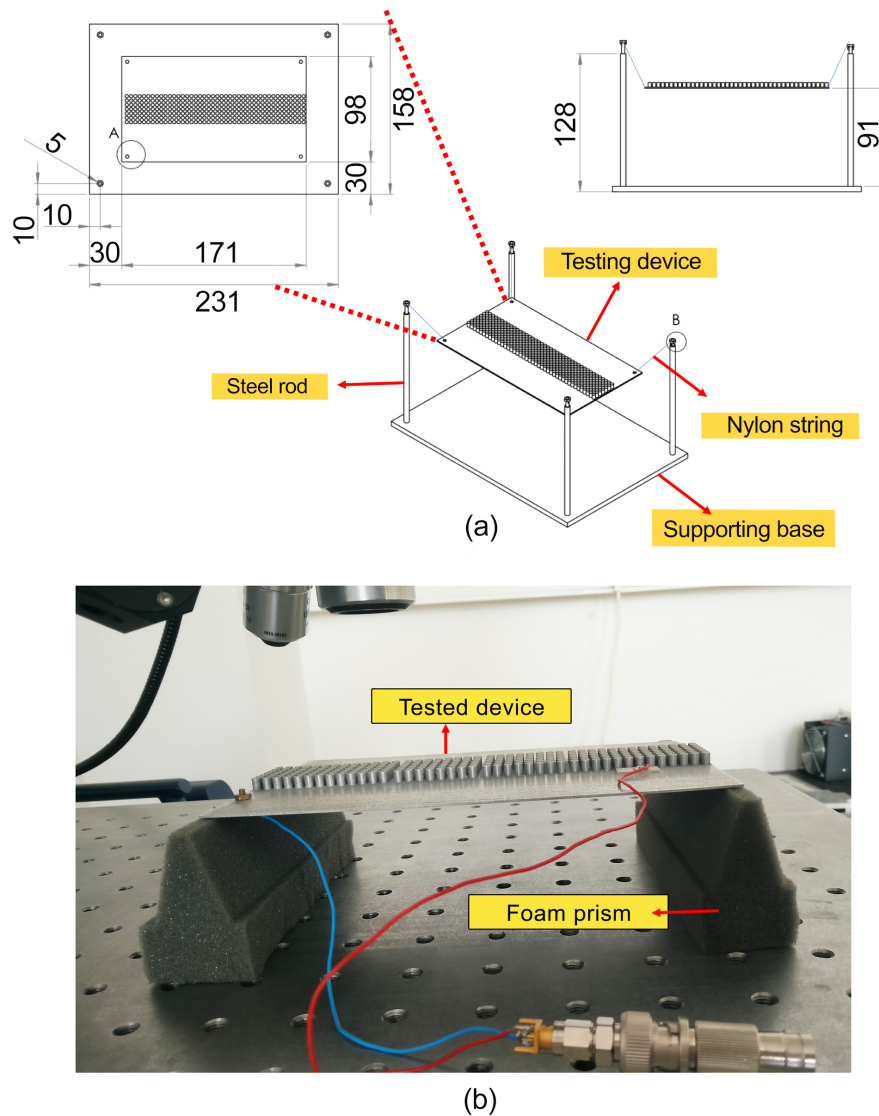 A
5
10
10
30
171
231
98
30
158
128
91
Testing device
B
Steel rod
Nylon string
Supporting base
(a)
Tested device
Foam prism
(b)